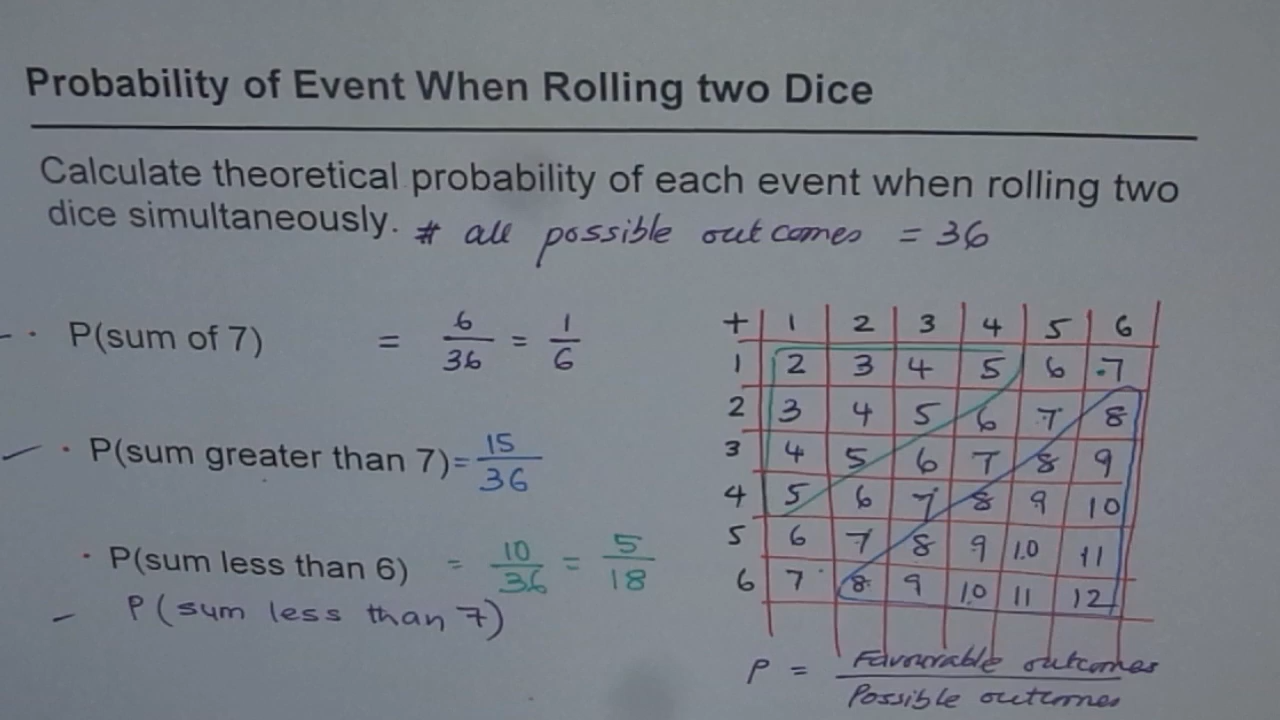 Probability of Event When Rolling two Dice
Calculate theoretical probability of each event when rolling two
dice simultaneously. # all possible outcomes = 36
· P(sum of 7) = 6/36 = 1/6
· P(sum greater than 7) = 15/36
· P(sum less than 6) = 10/36 = 5/18
P(sum less than 7)
+ 1 2 3 4 5 6
1 2 3 4 5 6 7
2 3 4 5 6 7 8
3 4 5 6 7 8 9
4 5 6 7 8 9 10
5 6 7 8 9 10 11
6 7 8 9 10 11 12
P = Favourable outcomes
Possible outcomes